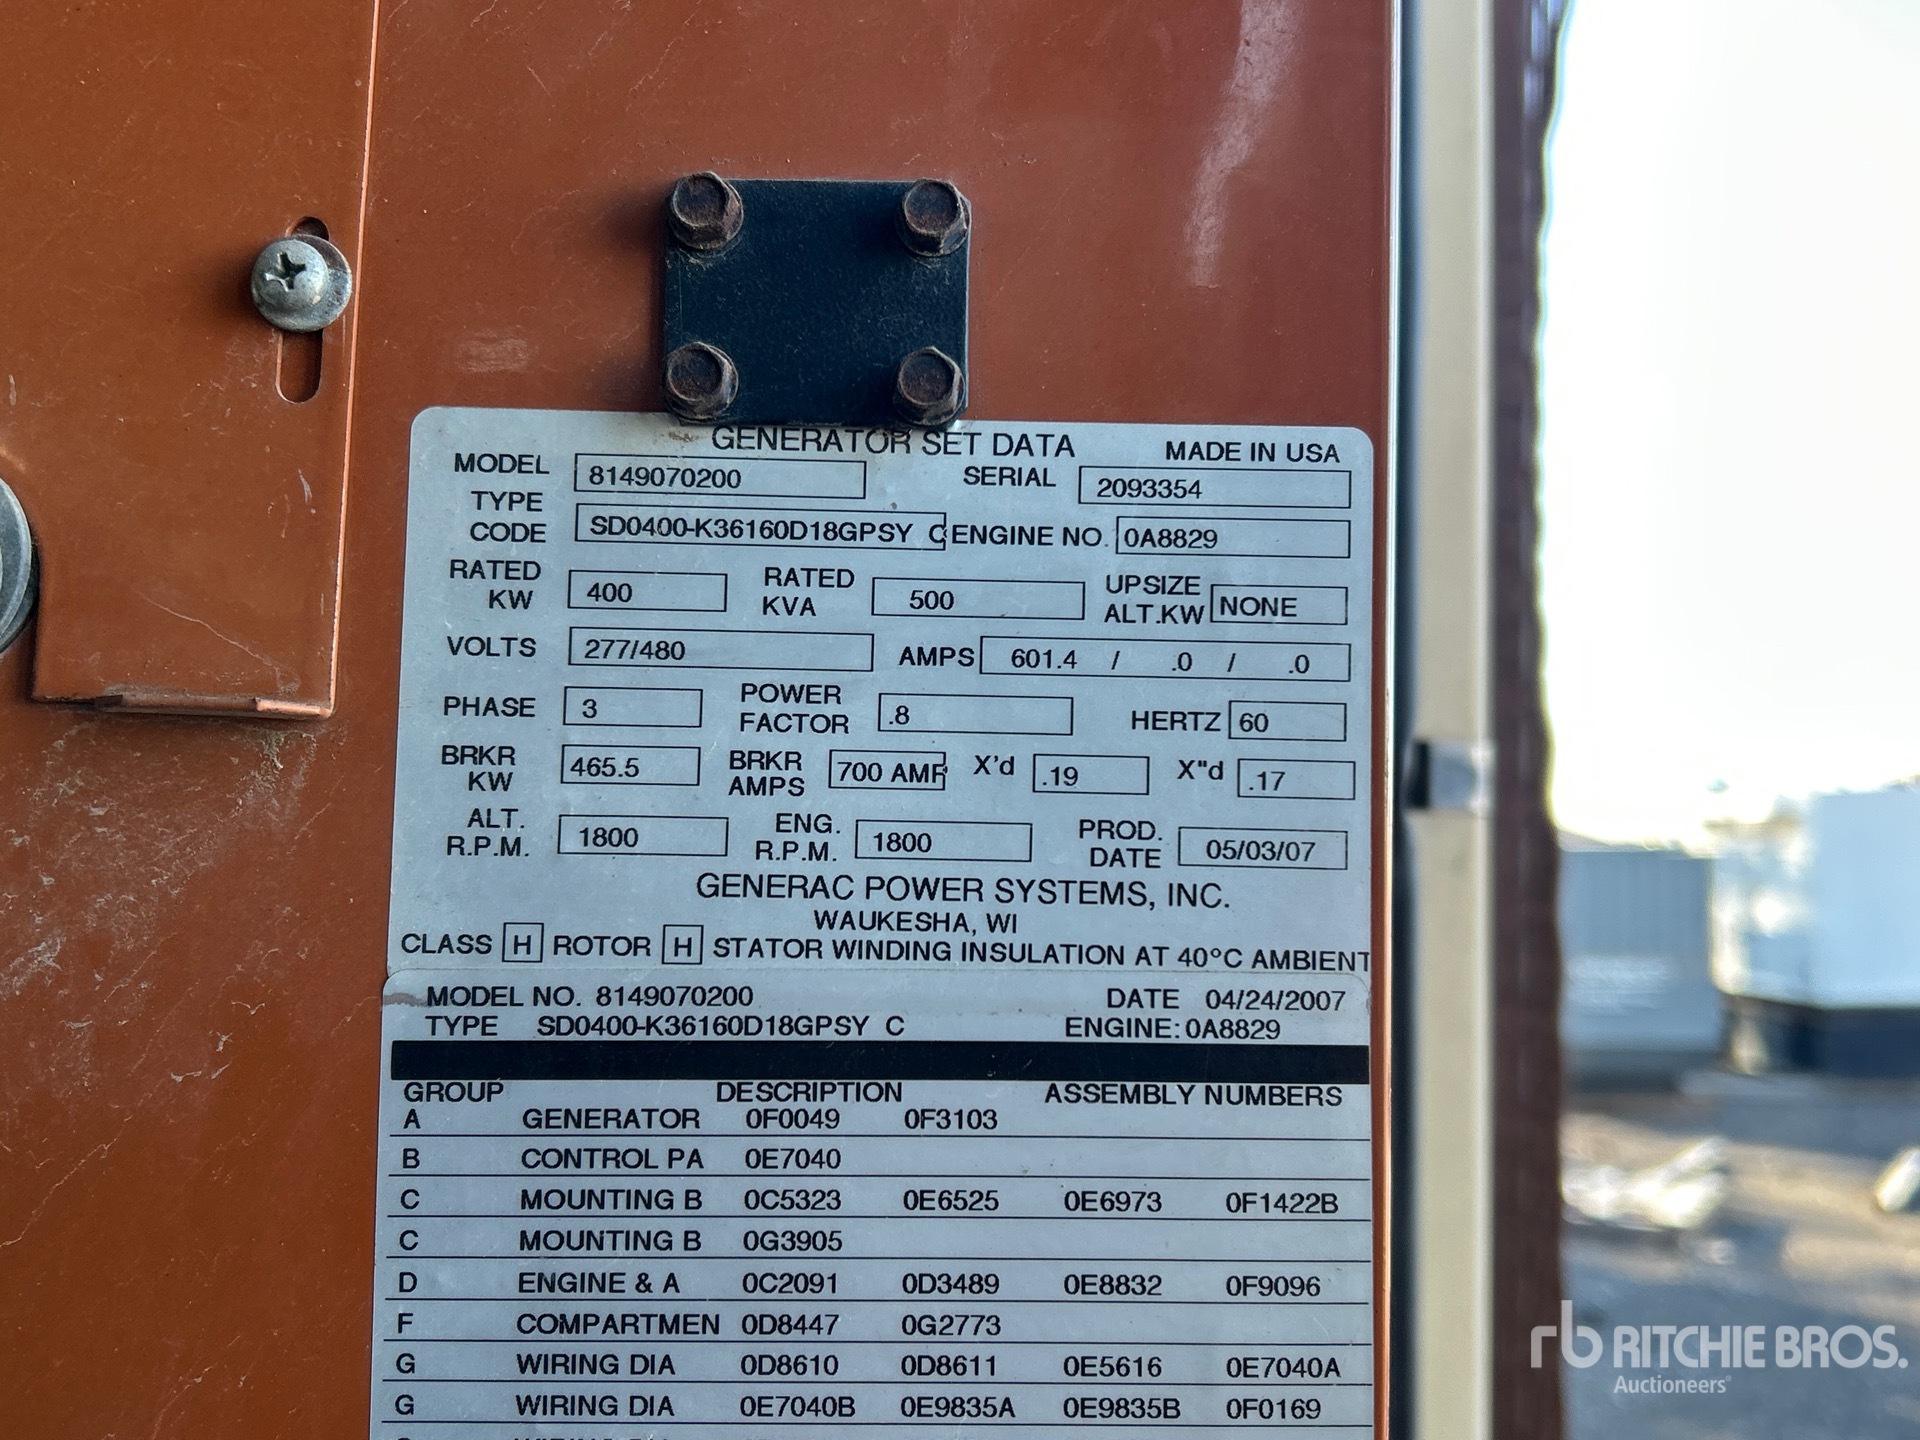 GENERATOR SET DATA MADE IN USA
MODEL 8149070200 SERIAL 2093354
TYPE CODE SD0400-K36160D18GPSY C ENGINE NO. 0A8829
RATED KW 400 RATED KVA 500 UPSIZE ALT.KW NONE
VOLTS 277/480 AMPS 601.4 / .0 / .0
PHASE 3 POWER FACTOR .8 HERTZ 60
BRKR KW 465.5 BRKR AMPS 700 AMP X'd .19 X"d .17
ALT. R.P.M. 1800 ENG. R.P.M. 1800 PROD. DATE 05/03/07
GENERAC POWER SYSTEMS, INC.
WAUKESHA, WI
CLASS H ROTOR H STATOR WINDING INSULATION AT 40°C AMBIENT
MODEL NO. 8149070200 DATE 04/24/2007
TYPE SD0400-K36160D18GPSY C ENGINE: 0A8829
GROUP DESCRIPTION ASSEMBLY NUMBERS
A GENERATOR 0F0049 0F3103
B CONTROL PA 0E7040
C MOUNTING B 0C5323 0E6525 0E6973 0F1422B
C MOUNTING B 0G3905
D ENGINE & A 0C2091 0D3489 0E8832 0F9096
F COMPARTMEN 0D8447 0G2773
G WIRING DIA 0D8610 0D8611 0E5616 0E7040A
G WIRING DIA 0E7040B 0E9835A 0E9835B 0F0169
rb RITCHIE BROS.
Auctioneers